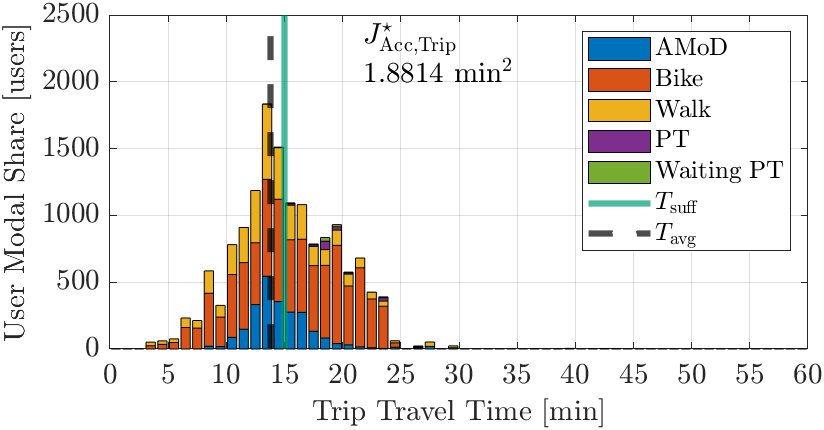 2500
2000
1500
1000
500
0
User Modal Share [users]
J⋆Acc,Trip
1.8814 min²
AMoD
Bike
Walk
PT
Waiting PT
Tsuff
Tavg
0 5 10 15 20 25 30 35 40 45 50 55 60
Trip Travel Time [min]